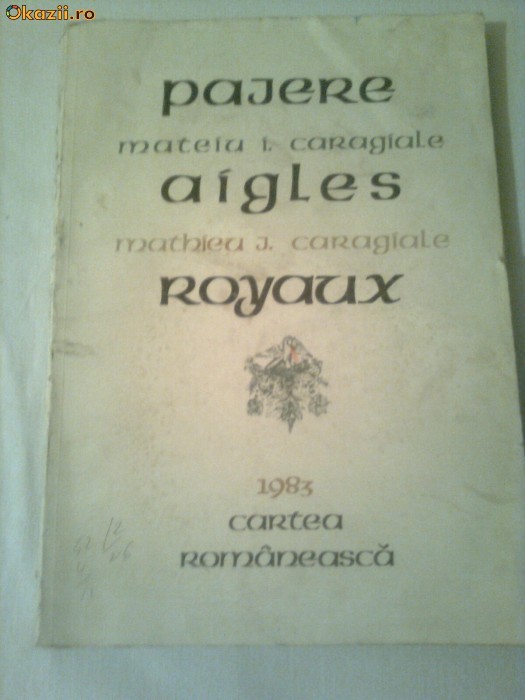 Okazii.ro
pajere
mateiu i. caragiale
aigles
mathieu j. caragiale
royaux
1983
cartea
românească